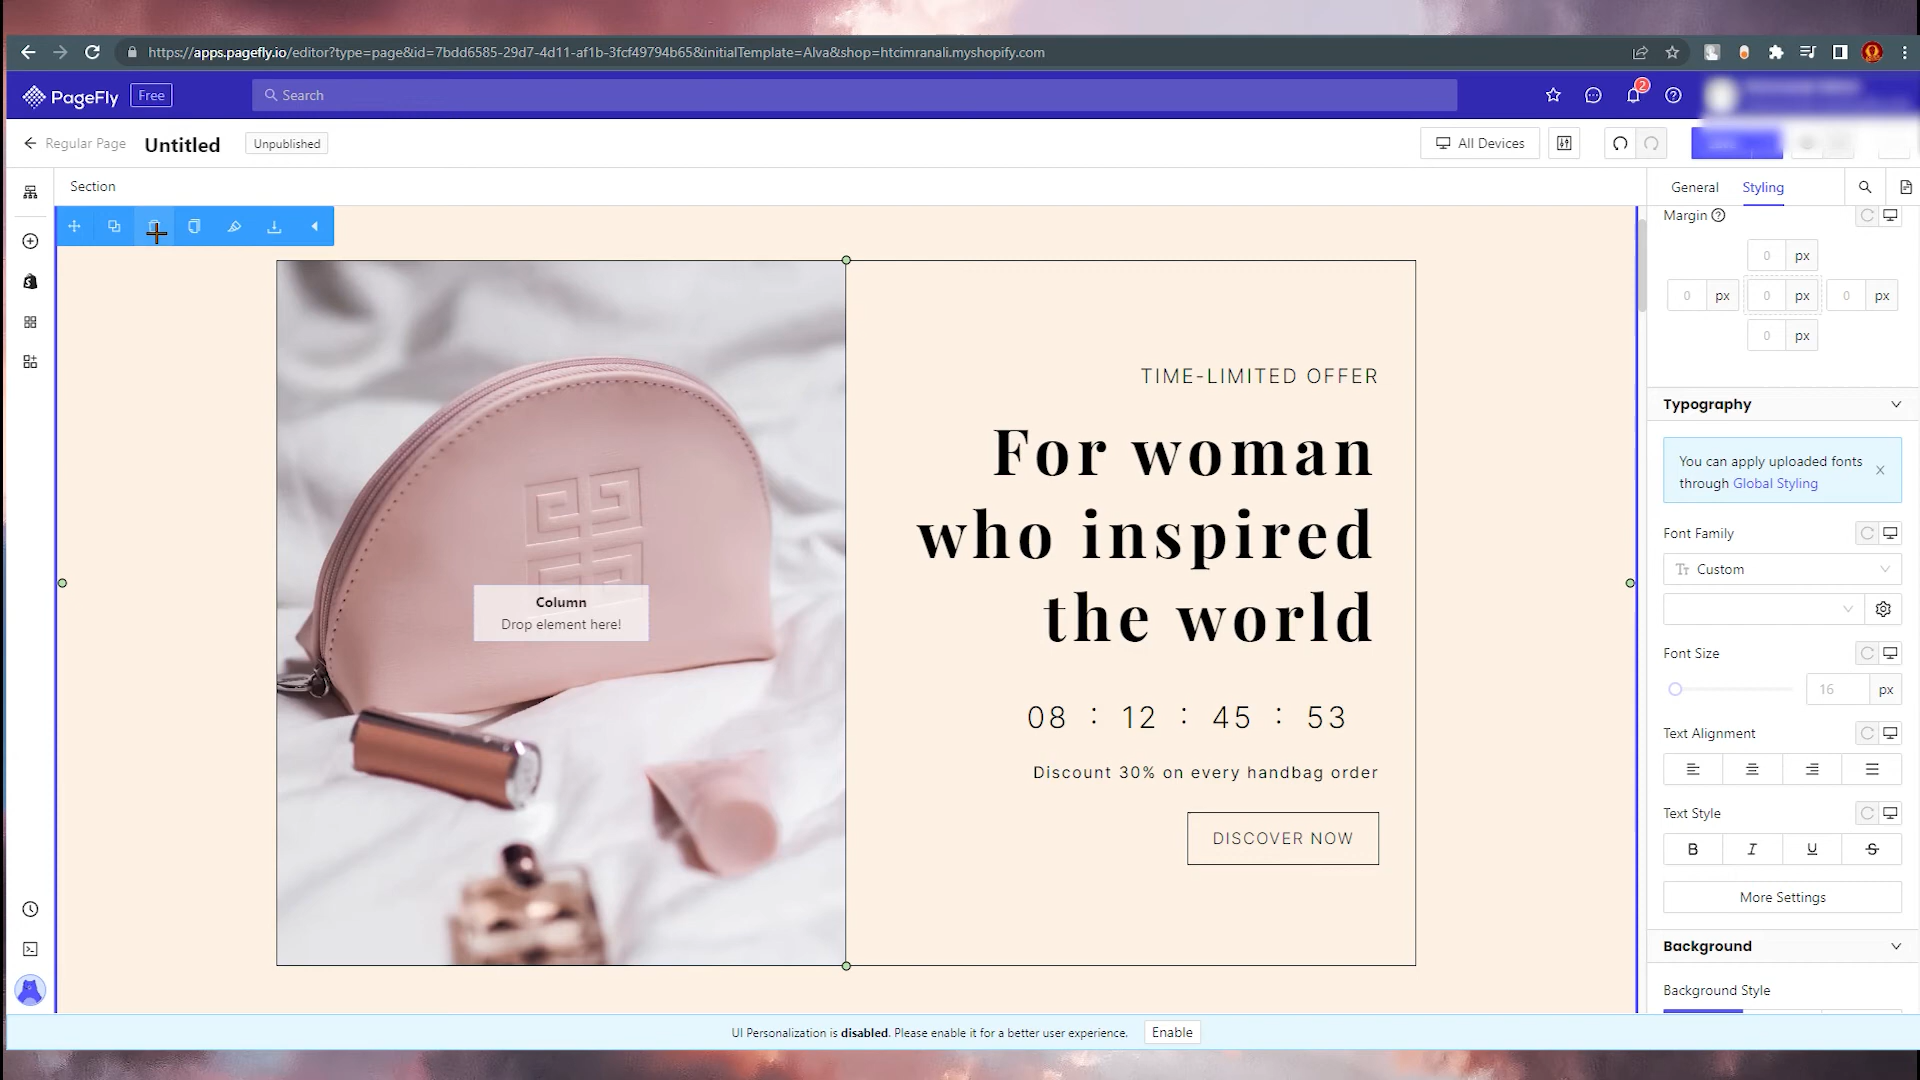 https://apps.pagefly.io/editor?type=page&id=7bdd6585-29d7-4d11-af1b-3fcf49794b65&initialTemplate=Alva&shop=htcimranali.myshopify.com
PageFly
Free
Search
2
Regular Page
Untitled
Unpublished
All Devices
Section
General
Styling
Margin
0 px
0 px
0 px
0 px
0 px
Typography
You can apply uploaded fonts
through Global Styling
Font Family
Custom
Font Size
16 px
Text Alignment
Text Style
B I U S
More Settings
Background
Background Style
Column
Drop element here!
TIME-LIMITED OFFER
For woman
who inspired
the world
08 : 12 : 45 : 53
Discount 30% on every handbag order
DISCOVER NOW
UI Personalization is disabled. Please enable it for a better user experience.
Enable